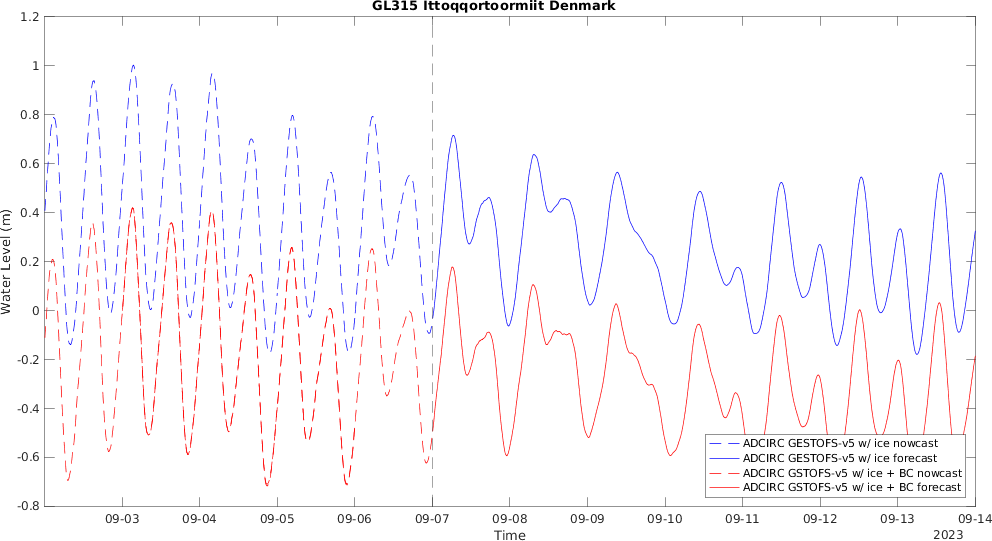 GL315 Ittoqqortoormiit Denmark
1.2
1
0.8
0.6
0.4
0.2
0
-0.2
-0.4
-0.6
-0.8
Water Level (m)
ADCIRC GESTOFS-v5 w/ ice nowcast
ADCIRC GESTOFS-v5 w/ ice forecast
ADCIRC GSTOFS-v5 w/ ice + BC nowcast
ADCIRC GSTOFS-v5 w/ ice + BC forecast
09-03 09-04 09-05 09-06 09-07 09-08 09-09 09-10 09-11 09-12 09-13 09-14
Time
2023